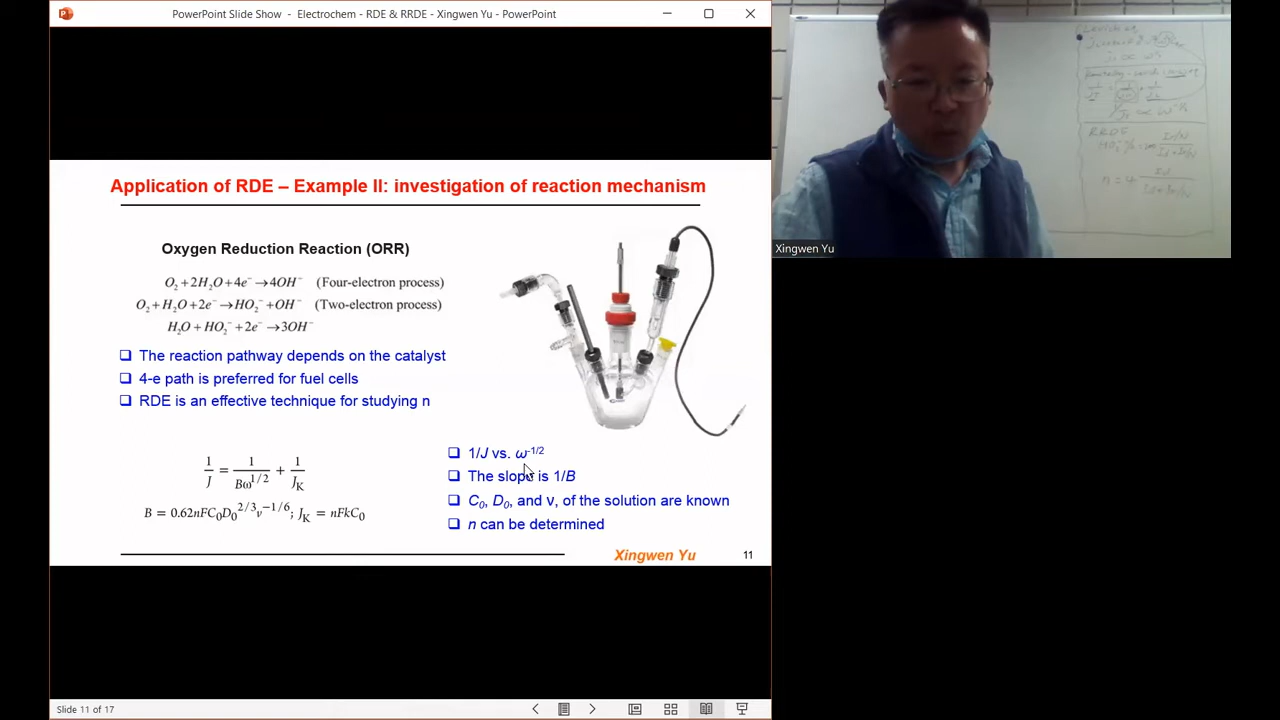 PowerPoint Slide Show - Electrochem - RDE & RRDE - Xingwen Yu - PowerPoint
Application of RDE – Example II: investigation of reaction mechanism
Oxygen Reduction Reaction (ORR)
O₂ + 2H₂O + 4e⁻ → 4OH⁻ (Four-electron process)
O₂ + H₂O + 2e⁻ → HO₂⁻ + OH⁻ (Two-electron process)
H₂O + HO₂⁻ + 2e⁻ → 3OH⁻
❑ The reaction pathway depends on the catalyst
❑ 4-e path is preferred for fuel cells
❑ RDE is an effective technique for studying n
1/J = 1/(Bω^1/2) + 1/J_K
B = 0.62nFC₀D₀^2/3 ν^−1/6; J_K = nFkC₀
❑ 1/J vs. ω^-1/2
❑ The slope is 1/B
❑ C₀, D₀, and ν, of the solution are known
❑ n can be determined
Xingwen Yu
11
Slide 11 of 17
Xingwen Yu
RRDE